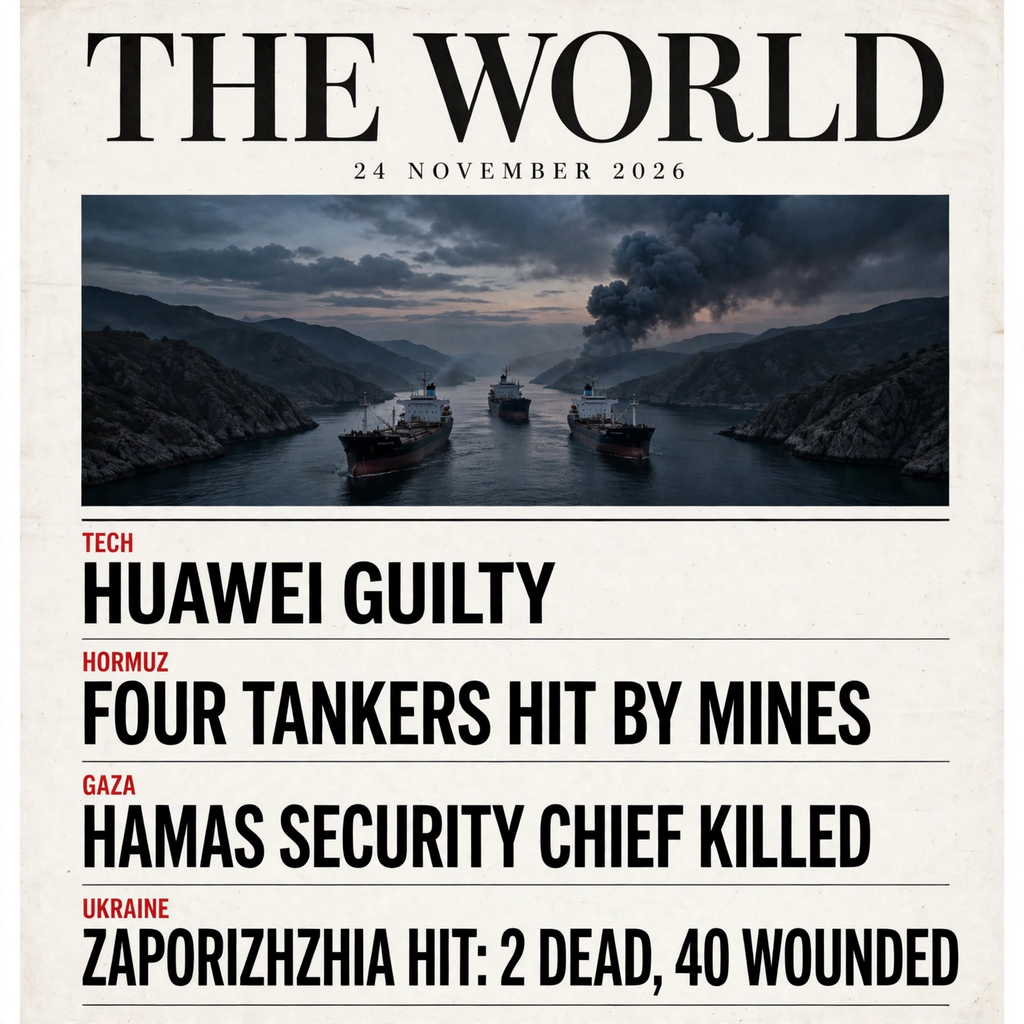 THE WORLD
24 NOVEMBER 2026
TECH
HUAWEI GUILTY
HORMUZ
FOUR TANKERS HIT BY MINES
GAZA
HAMAS SECURITY CHIEF KILLED
UKRAINE
ZAPORIZHZHIA HIT: 2 DEAD, 40 WOUNDED